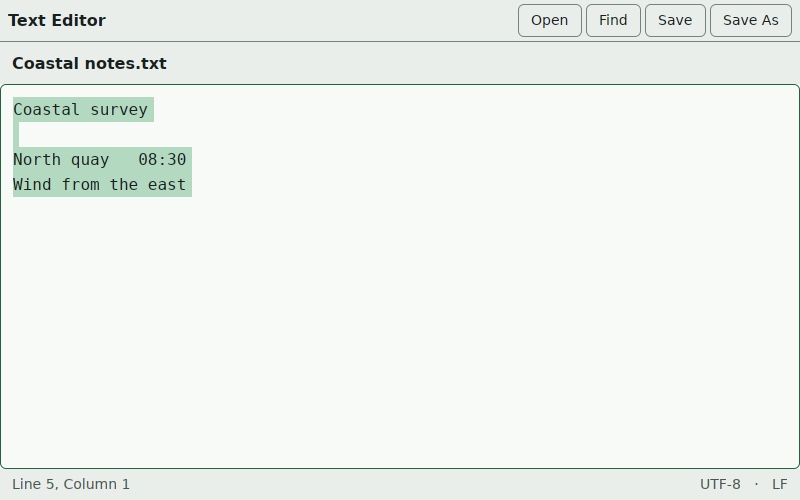 Text Editor
Open Find Save Save As
Coastal notes.txt
Coastal survey

North quay   08:30
Wind from the east
Line 5, Column 1
UTF-8 · LF